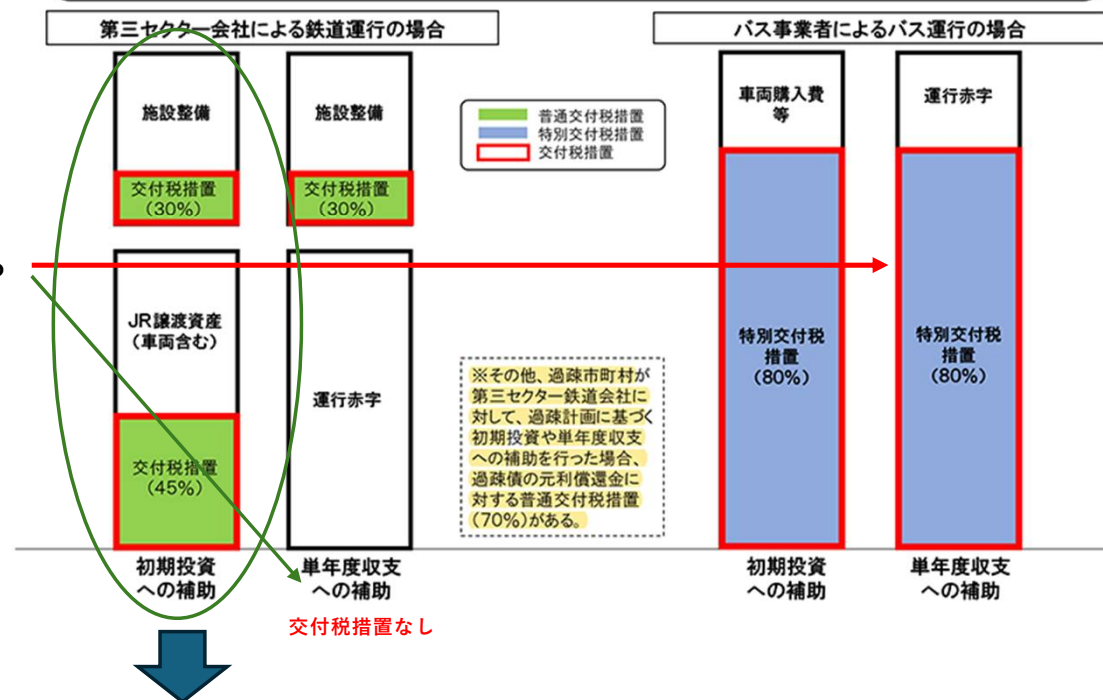 第三セクター会社による鉄道運行の場合
施設整備
交付税措置
(30%)
JR譲渡資産
(車両含む)
交付税措置
(45%)
初期投資
への補助
施設整備
交付税措置
(30%)
運行赤字
単年度収支
への補助
交付税措置なし
普通交付税措置
特別交付税措置
交付税措置
※その他、過疎市町村が
第三セクター鉄道会社に
対して、過疎計画に基づく
初期投資や単年度収支
への補助を行った場合、
過疎債の元利償還金に
対する普通交付税措置
(70%)がある。
バス事業者によるバス運行の場合
車両購入費
等
特別交付税
措置
(80%)
初期投資
への補助
運行赤字
特別交付税
措置
(80%)
単年度収支
への補助